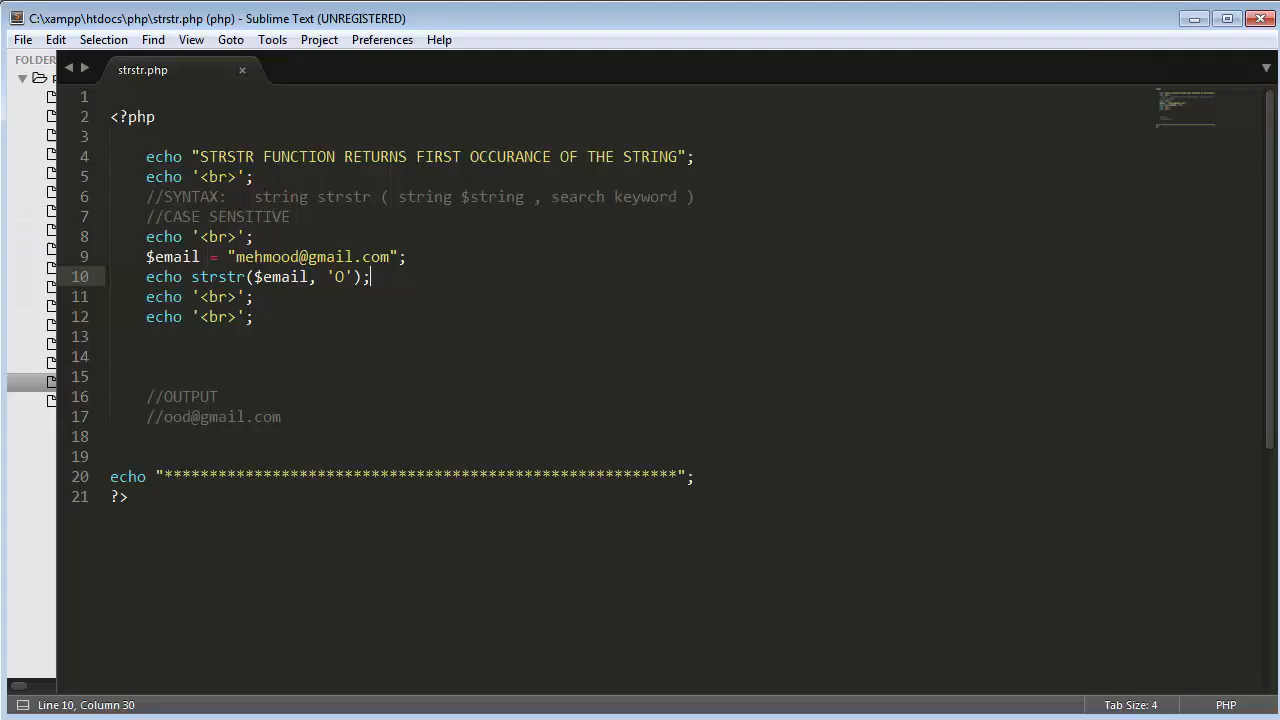 C:\xampp\htdocs\php\strstr.php (php) - Sublime Text (UNREGISTERED)
File Edit Selection Find View Goto Tools Project Preferences Help
FOLDER
strstr.php
1
2 <?php
3
4 echo "STRSTR FUNCTION RETURNS FIRST OCCURANCE OF THE STRING";
5 echo '<br>';
6 //SYNTAX: string strstr ( string $string , search keyword )
7 //CASE SENSITIVE
8 echo '<br>';
9 $email = "mehmood@gmail.com";
10 echo strstr($email, 'O');
11 echo '<br>';
12 echo '<br>';
13
14
15
16 //OUTPUT
17 //ood@gmail.com
18
19
20 echo "*********************************************************";
21 ?>
Line 10, Column 30 Tab Size: 4 PHP